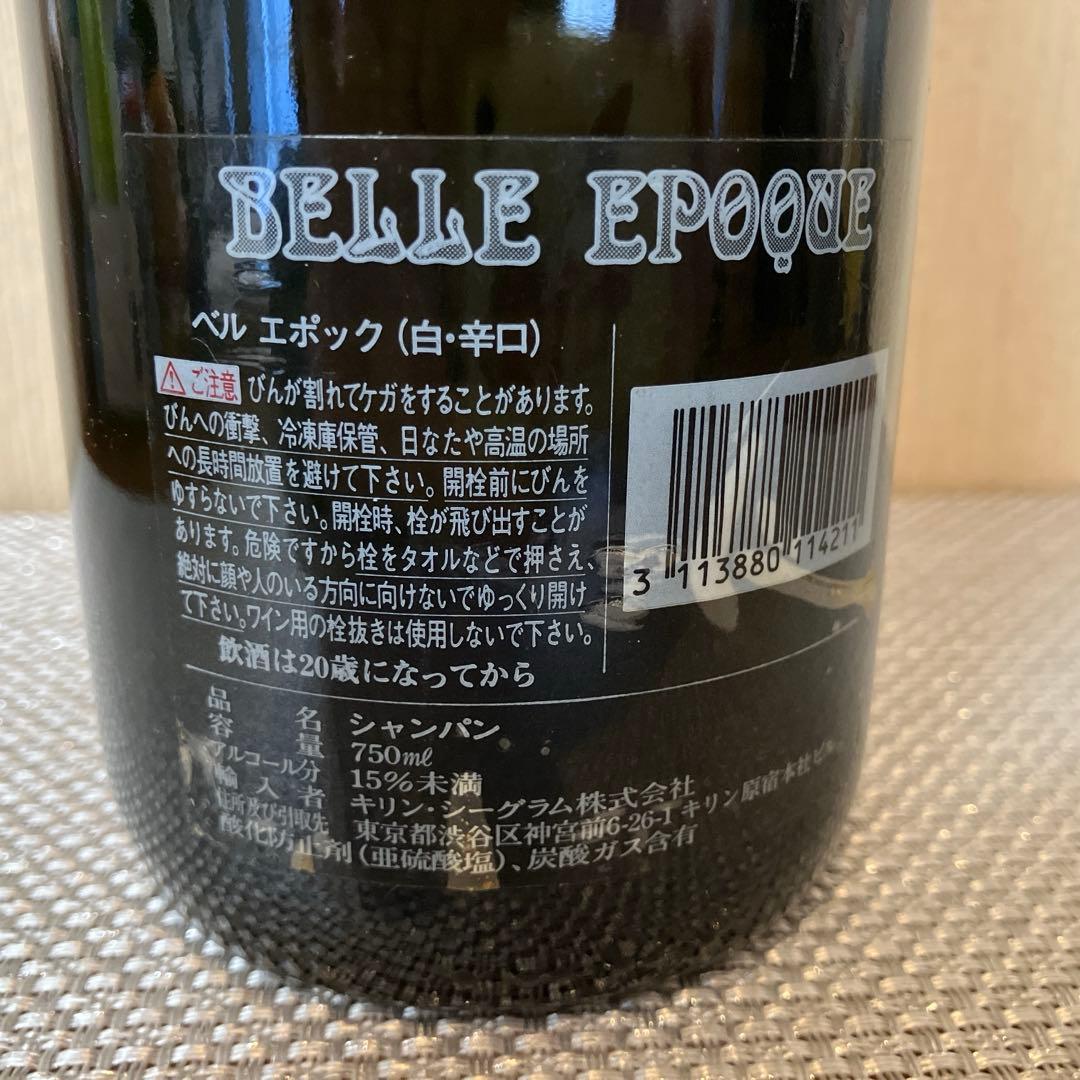 BELLE EPOQUE
ベル エポック (白・辛口)
ご注意 びんが割れてケガをすることがあります。
びんへの衝撃、冷凍庫保管、日なたや高温の場所
への長時間放置を避けて下さい。開栓前にびんを
ゆすらないで下さい。開栓時、栓が飛び出すことが
あります。危険ですから栓をタオルなどで押さえ、
絶対に顔や人のいる方向に向けないでゆっくり開け
て下さい。ワイン用の栓抜きは使用しないで下さい。
飲酒は20歳になってから
3 113880 114211
品名 シャンパン
容量 750ml
アルコール分 15%未満
輸入者 キリン・シーグラム株式会社
住所及び引取先 東京都渋谷区神宮前6-26-1 キリン原宿本社ビル
酸化防止剤(亜硫酸塩)、炭酸ガス含有